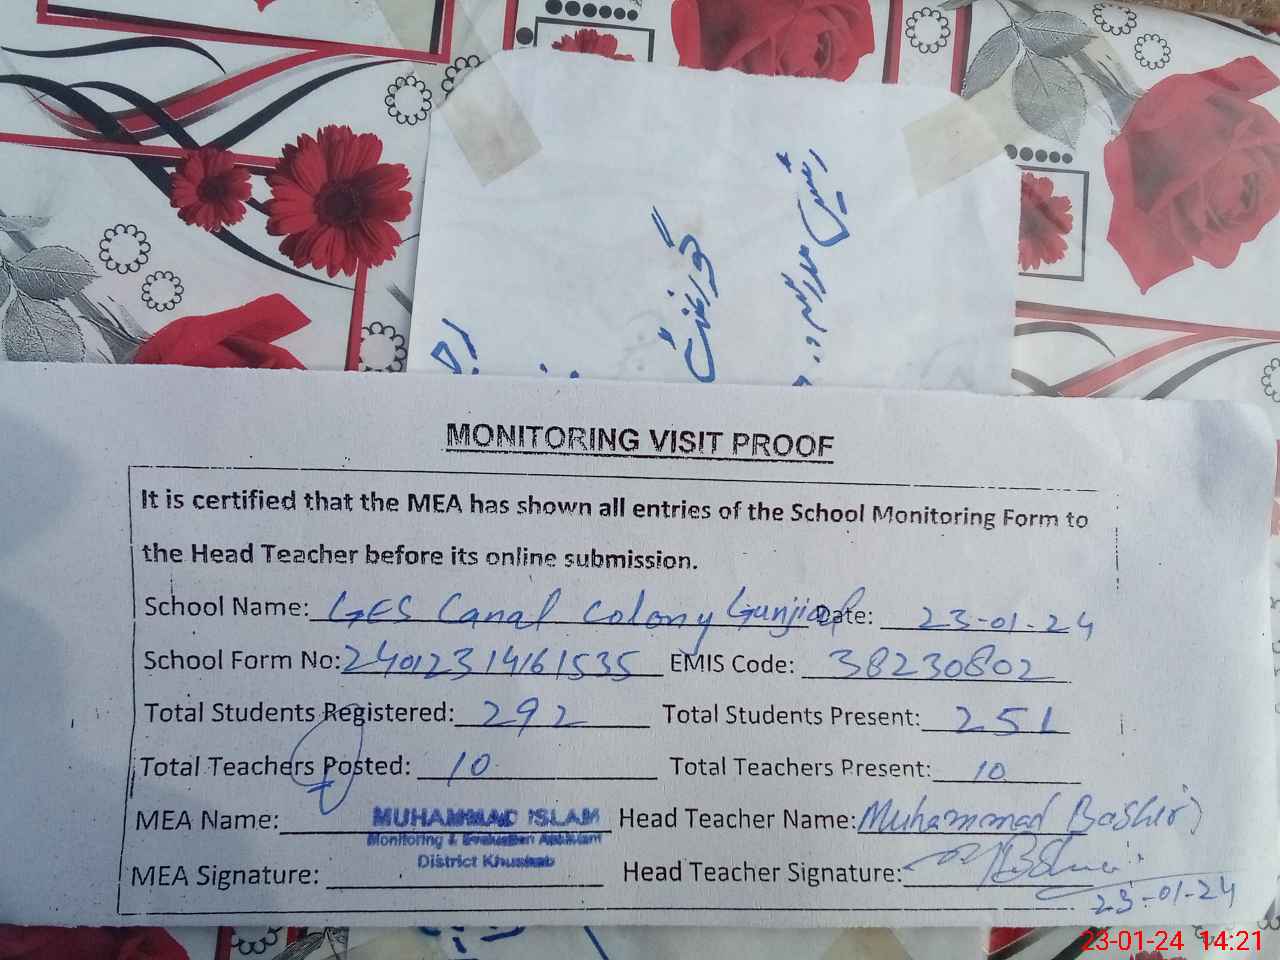 گورنمنٹ
MONITORING VISIT PROOF
It is certified that the MEA has shown all entries of the School Monitoring Form to
the Head Teacher before its online submission.
School Name: GES Canal Colony Gunjial Date: 23-01-24
School Form No: 24012314161535 EMIS Code: 38230802
Total Students Registered: 292 Total Students Present: 251
Total Teachers Posted: 10 Total Teachers Present: 10
MEA Name: MUHAMMAD ISLAM Head Teacher Name: Muhammad Bashir
Monitoring & Evaluation Assistant
District Khushab
MEA Signature: Head Teacher Signature:
23-01-24
23-01-24 14:21